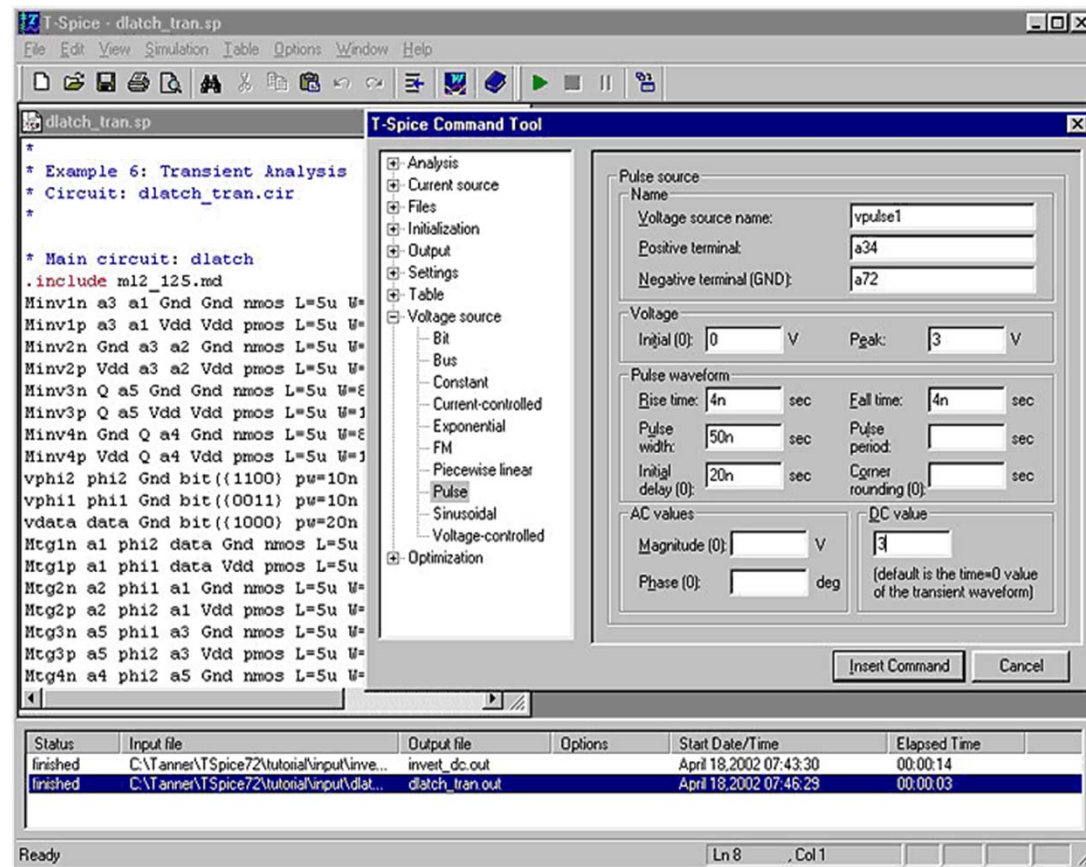 T-Spice - dlatch_tran.sp
File Edit View Simulation Table Options Window Help
dlatch_tran.sp
*
* Example 6: Transient Analysis
* Circuit: dlatch_tran.cir
*
* Main circuit: dlatch
.include ml2_125.md
Minv1n a3 a1 Gnd Gnd nmos L=5u W=
Minv1p a3 a1 Vdd Vdd pmos L=5u W=
Minv2n Gnd a3 a2 Gnd nmos L=5u W=
Minv2p Vdd a3 a2 Vdd pmos L=5u W=
Minv3n Q a5 Gnd Gnd nmos L=5u W=8
Minv3p Q a5 Vdd Vdd pmos L=5u W=1
Minv4n Gnd Q a4 Gnd nmos L=5u W=8
Minv4p Vdd Q a4 Vdd pmos L=5u W=1
vphi2 phi2 Gnd bit({1100} pw=10n
vphi1 phi1 Gnd bit({0011} pw=10n
vdata data Gnd bit({1000} pw=20n
Mtg1n a1 phi2 data Gnd nmos L=5u
Mtg1p a1 phi1 data Vdd pmos L=5u
Mtg2n a2 phi1 a1 Gnd nmos L=5u W=
Mtg2p a2 phi2 a1 Vdd pmos L=5u W=
Mtg3n a5 phi1 a3 Gnd nmos L=5u W=
Mtg3p a5 phi2 a3 Vdd pmos L=5u W=
Mtg4n a4 phi2 a5 Gnd nmos L=5u W=
T-Spice Command Tool
Analysis
Current source
Files
Initialization
Output
Settings
Table
Voltage source
Bit
Bus
Constant
Current-controlled
Exponential
FM
Piecewise linear
Pulse
Sinusoidal
Voltage-controlled
Optimization
Pulse source
Name
Voltage source name: vpulse1
Positive terminal: a34
Negative terminal (GND): a72
Voltage
Initial (0): 0 V Peak: 3 V
Pulse waveform
Rise time: 4n sec Fall time: 4n sec
Pulse width: 50n sec Pulse period: sec
Initial delay (0): 20n sec Corner rounding (0): sec
AC values
Magnitude (0): V
Phase (0): deg
DC value
3
(default is the time=0 value
of the transient waveform)
Insert Command Cancel
Status Input file Output file Options Start Date/Time Elapsed Time
finished C:\Tanner\TSpice72\tutorial\input\inve... invert_dc.out April 18,2002 07:43:30 00:00:14
finished C:\Tanner\TSpice72\tutorial\input\dlat... dlatch_tran.out April 18,2002 07:46:29 00:00:03
Ready Ln 8 , Col 1